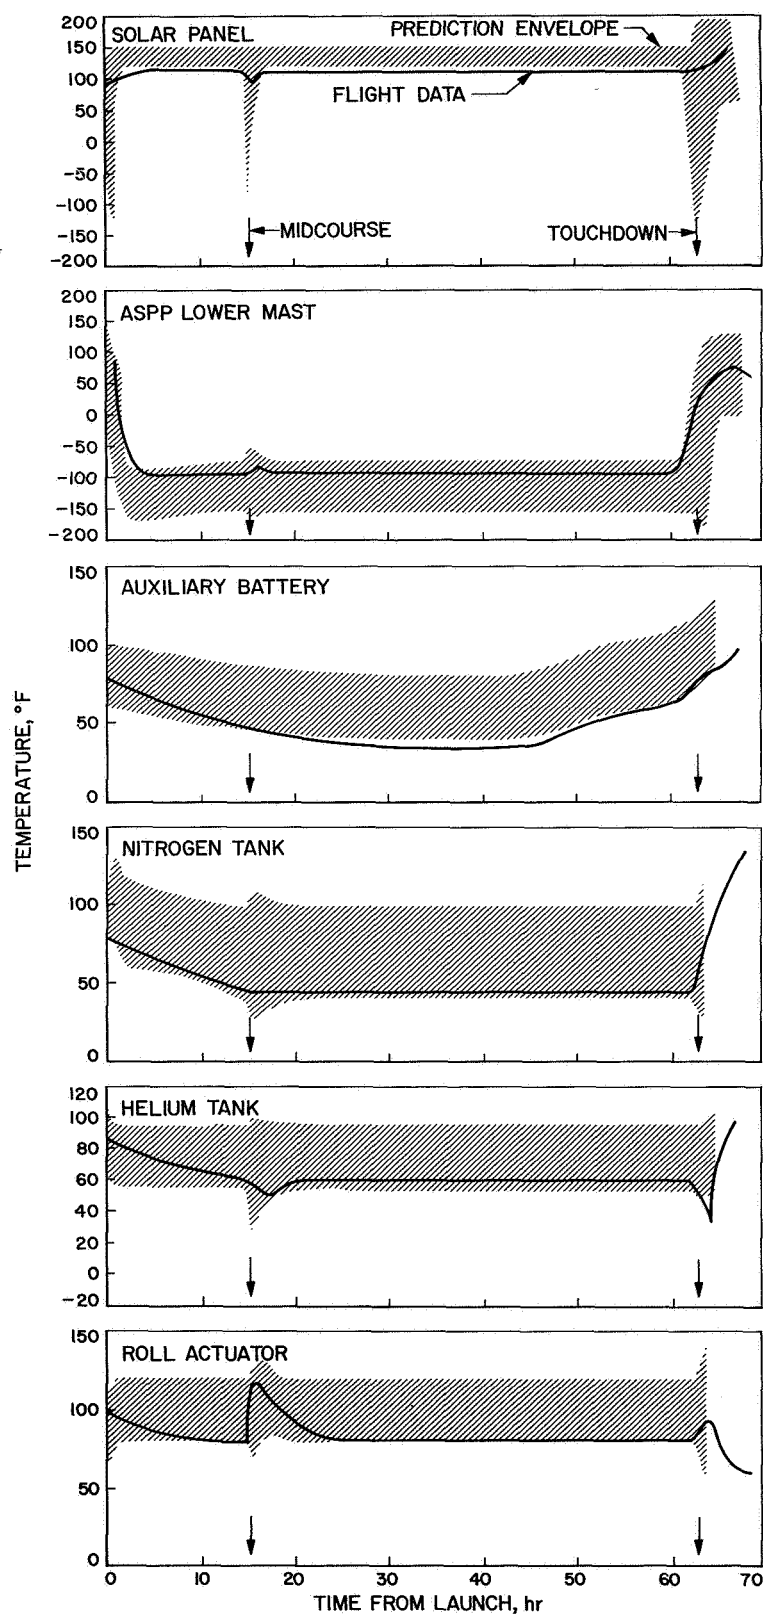 SOLAR PANEL
PREDICTION ENVELOPE
FLIGHT DATA
MIDCOURSE
TOUCHDOWN
200
150
100
50
0
-50
-100
-150
-200
ASPP LOWER MAST
200
150
100
50
0
-50
-100
-150
-200
AUXILIARY BATTERY
150
100
50
0
TEMPERATURE, °F
NITROGEN TANK
150
100
50
0
HELIUM TANK
120
100
80
60
40
20
0
-20
ROLL ACTUATOR
150
100
50
0
0 10 20 30 40 50 60 70
TIME FROM LAUNCH, hr